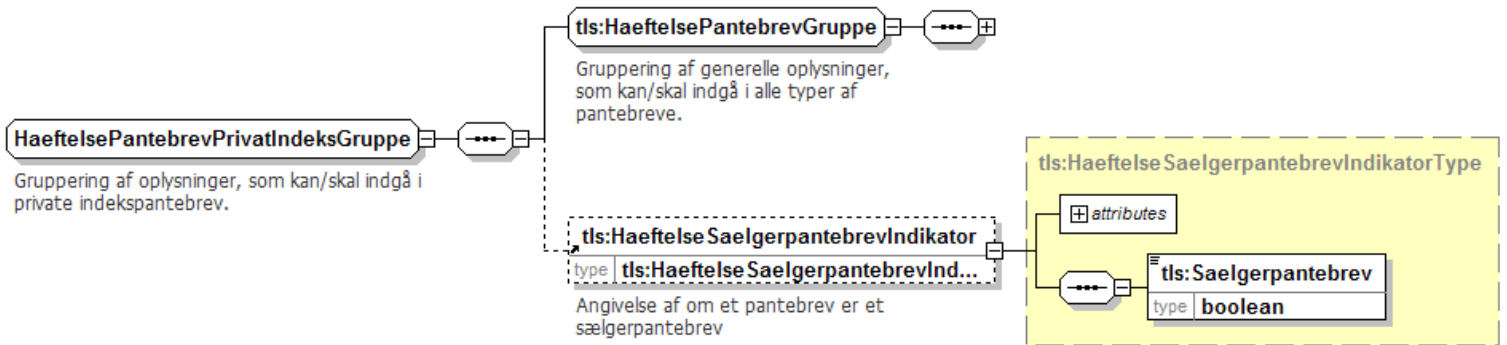 tls:HaeftelsePantebrevGruppe
Gruppering af generelle oplysninger,
som kan/skal indgå i alle typer af
pantebreve.
HaeftelsePantebrevPrivatIndeksGruppe
Gruppering af oplysninger, som kan/skal indgå i
private indekspantebrev.
tls:HaeftelseSaelgerpantebrevIndikatorType
attributes
tls:HaeftelseSaelgerpantebrevIndikator
type tls:HaeftelseSaelgerpantebrevInd...
Angivelse af om et pantebrev er et
sælgerpantebrev
tls:Saelgerpantebrev
type boolean